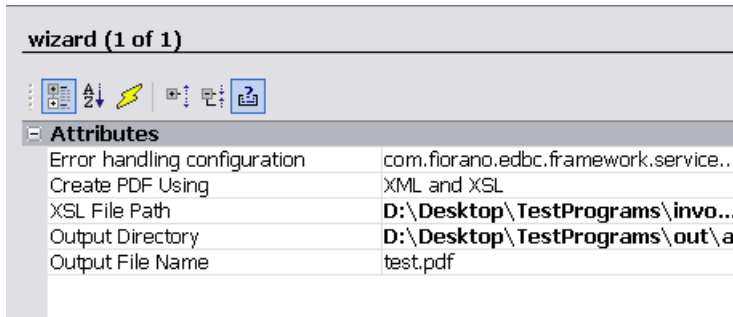 wizard (1 of 1)
Attributes
Error handling configuration com.fiorano.edbc.framework.service...
Create PDF Using XML and XSL
XSL File Path D:\Desktop\TestPrograms\invo...
Output Directory D:\Desktop\TestPrograms\out\a
Output File Name test.pdf